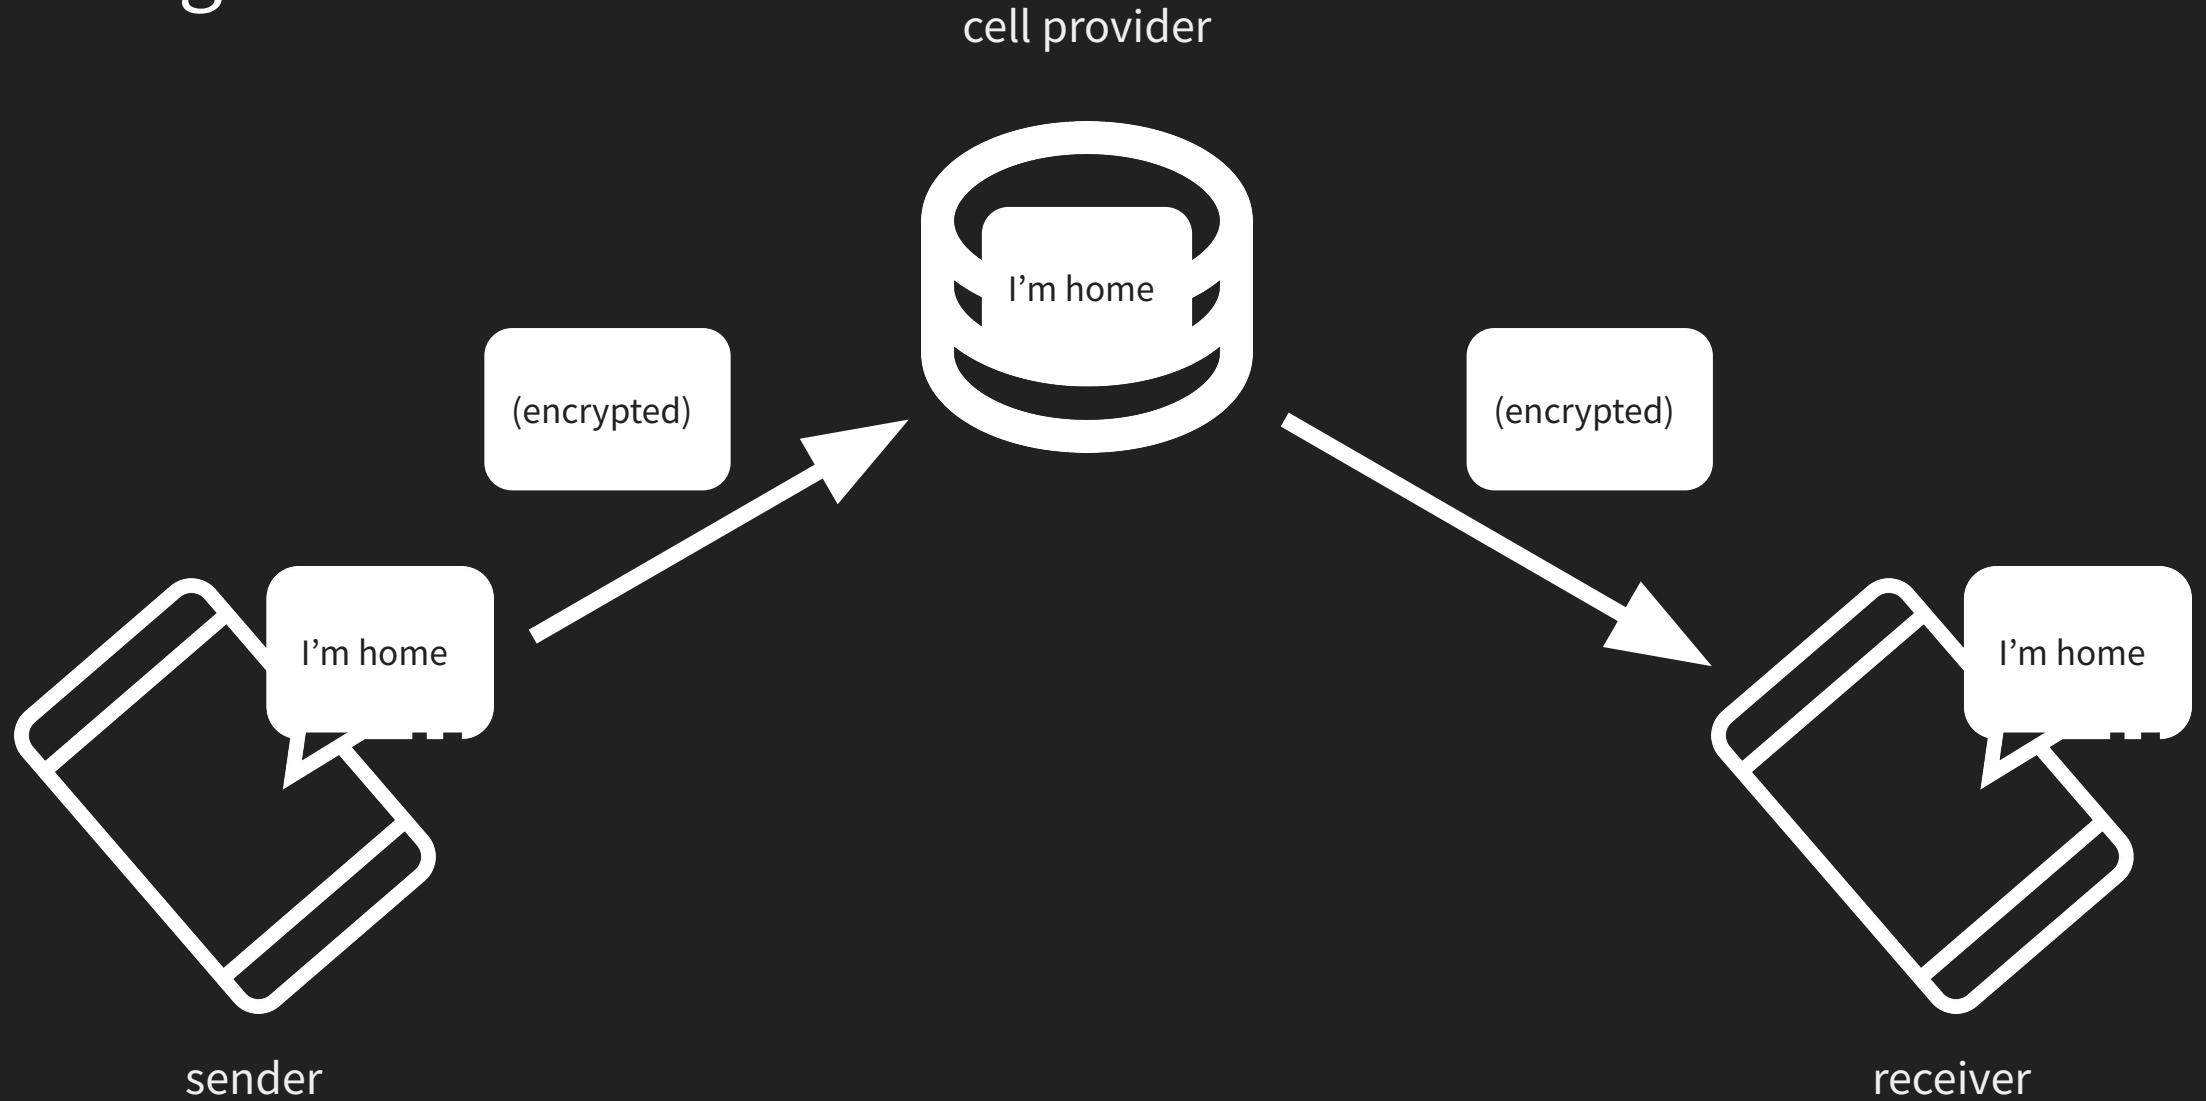 cell provider
I’m home
(encrypted)
(encrypted)
I’m home
I’m home
sender
receiver